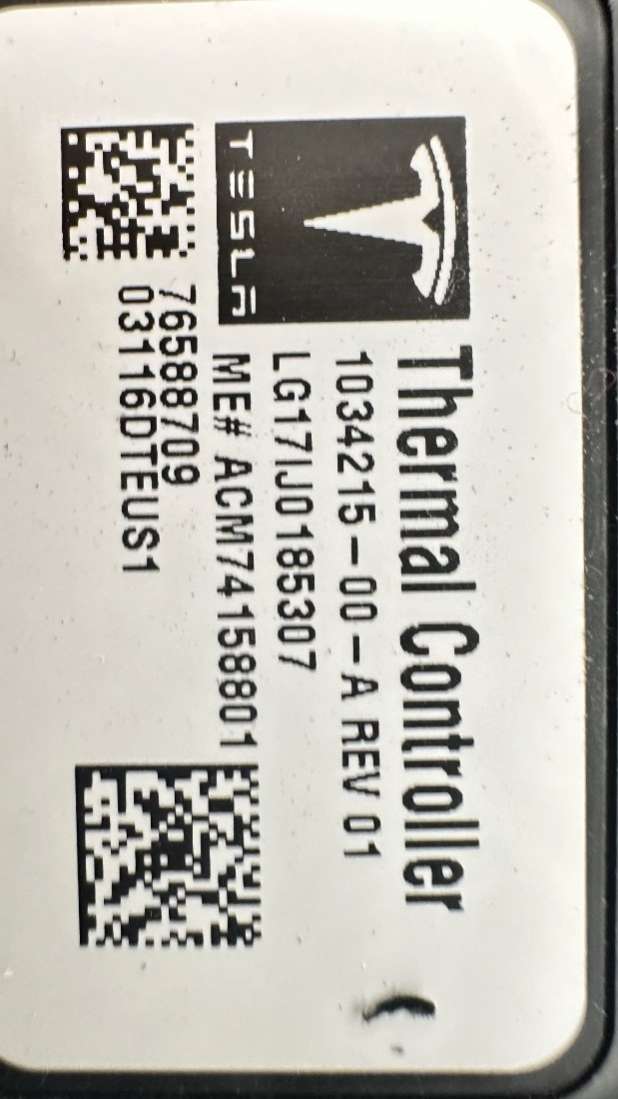 TESLA
Thermal Controller
1034215-00-A REV 01
LG17IJ0185307
ME# ACM74158801
76588709
03116DTEUS1